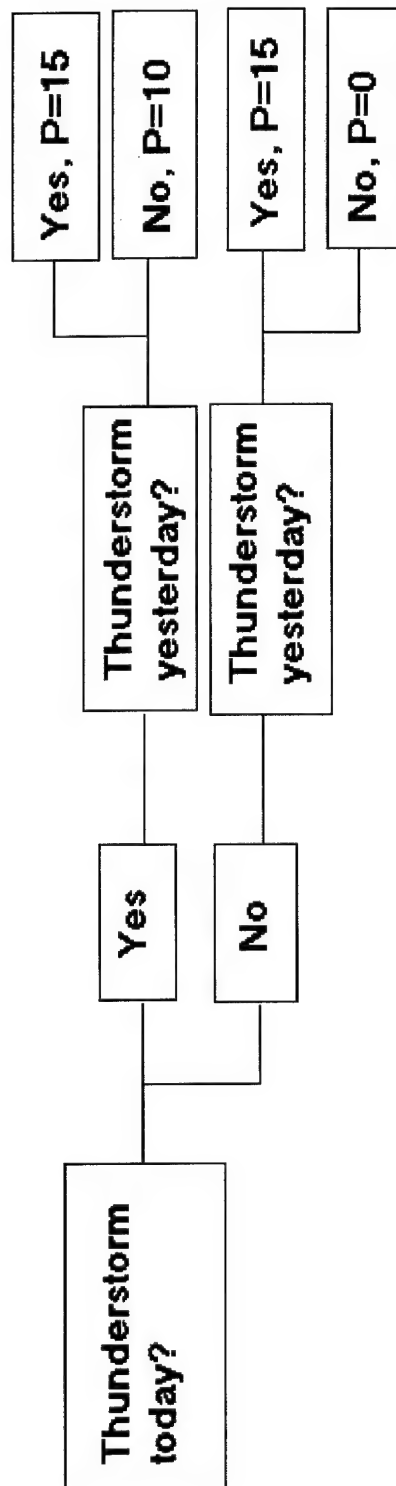 Thunderstorm
today?
Yes
No
Thunderstorm
yesterday?
Thunderstorm
yesterday?
Yes, P=15
No, P=10
Yes, P=15
No, P=0